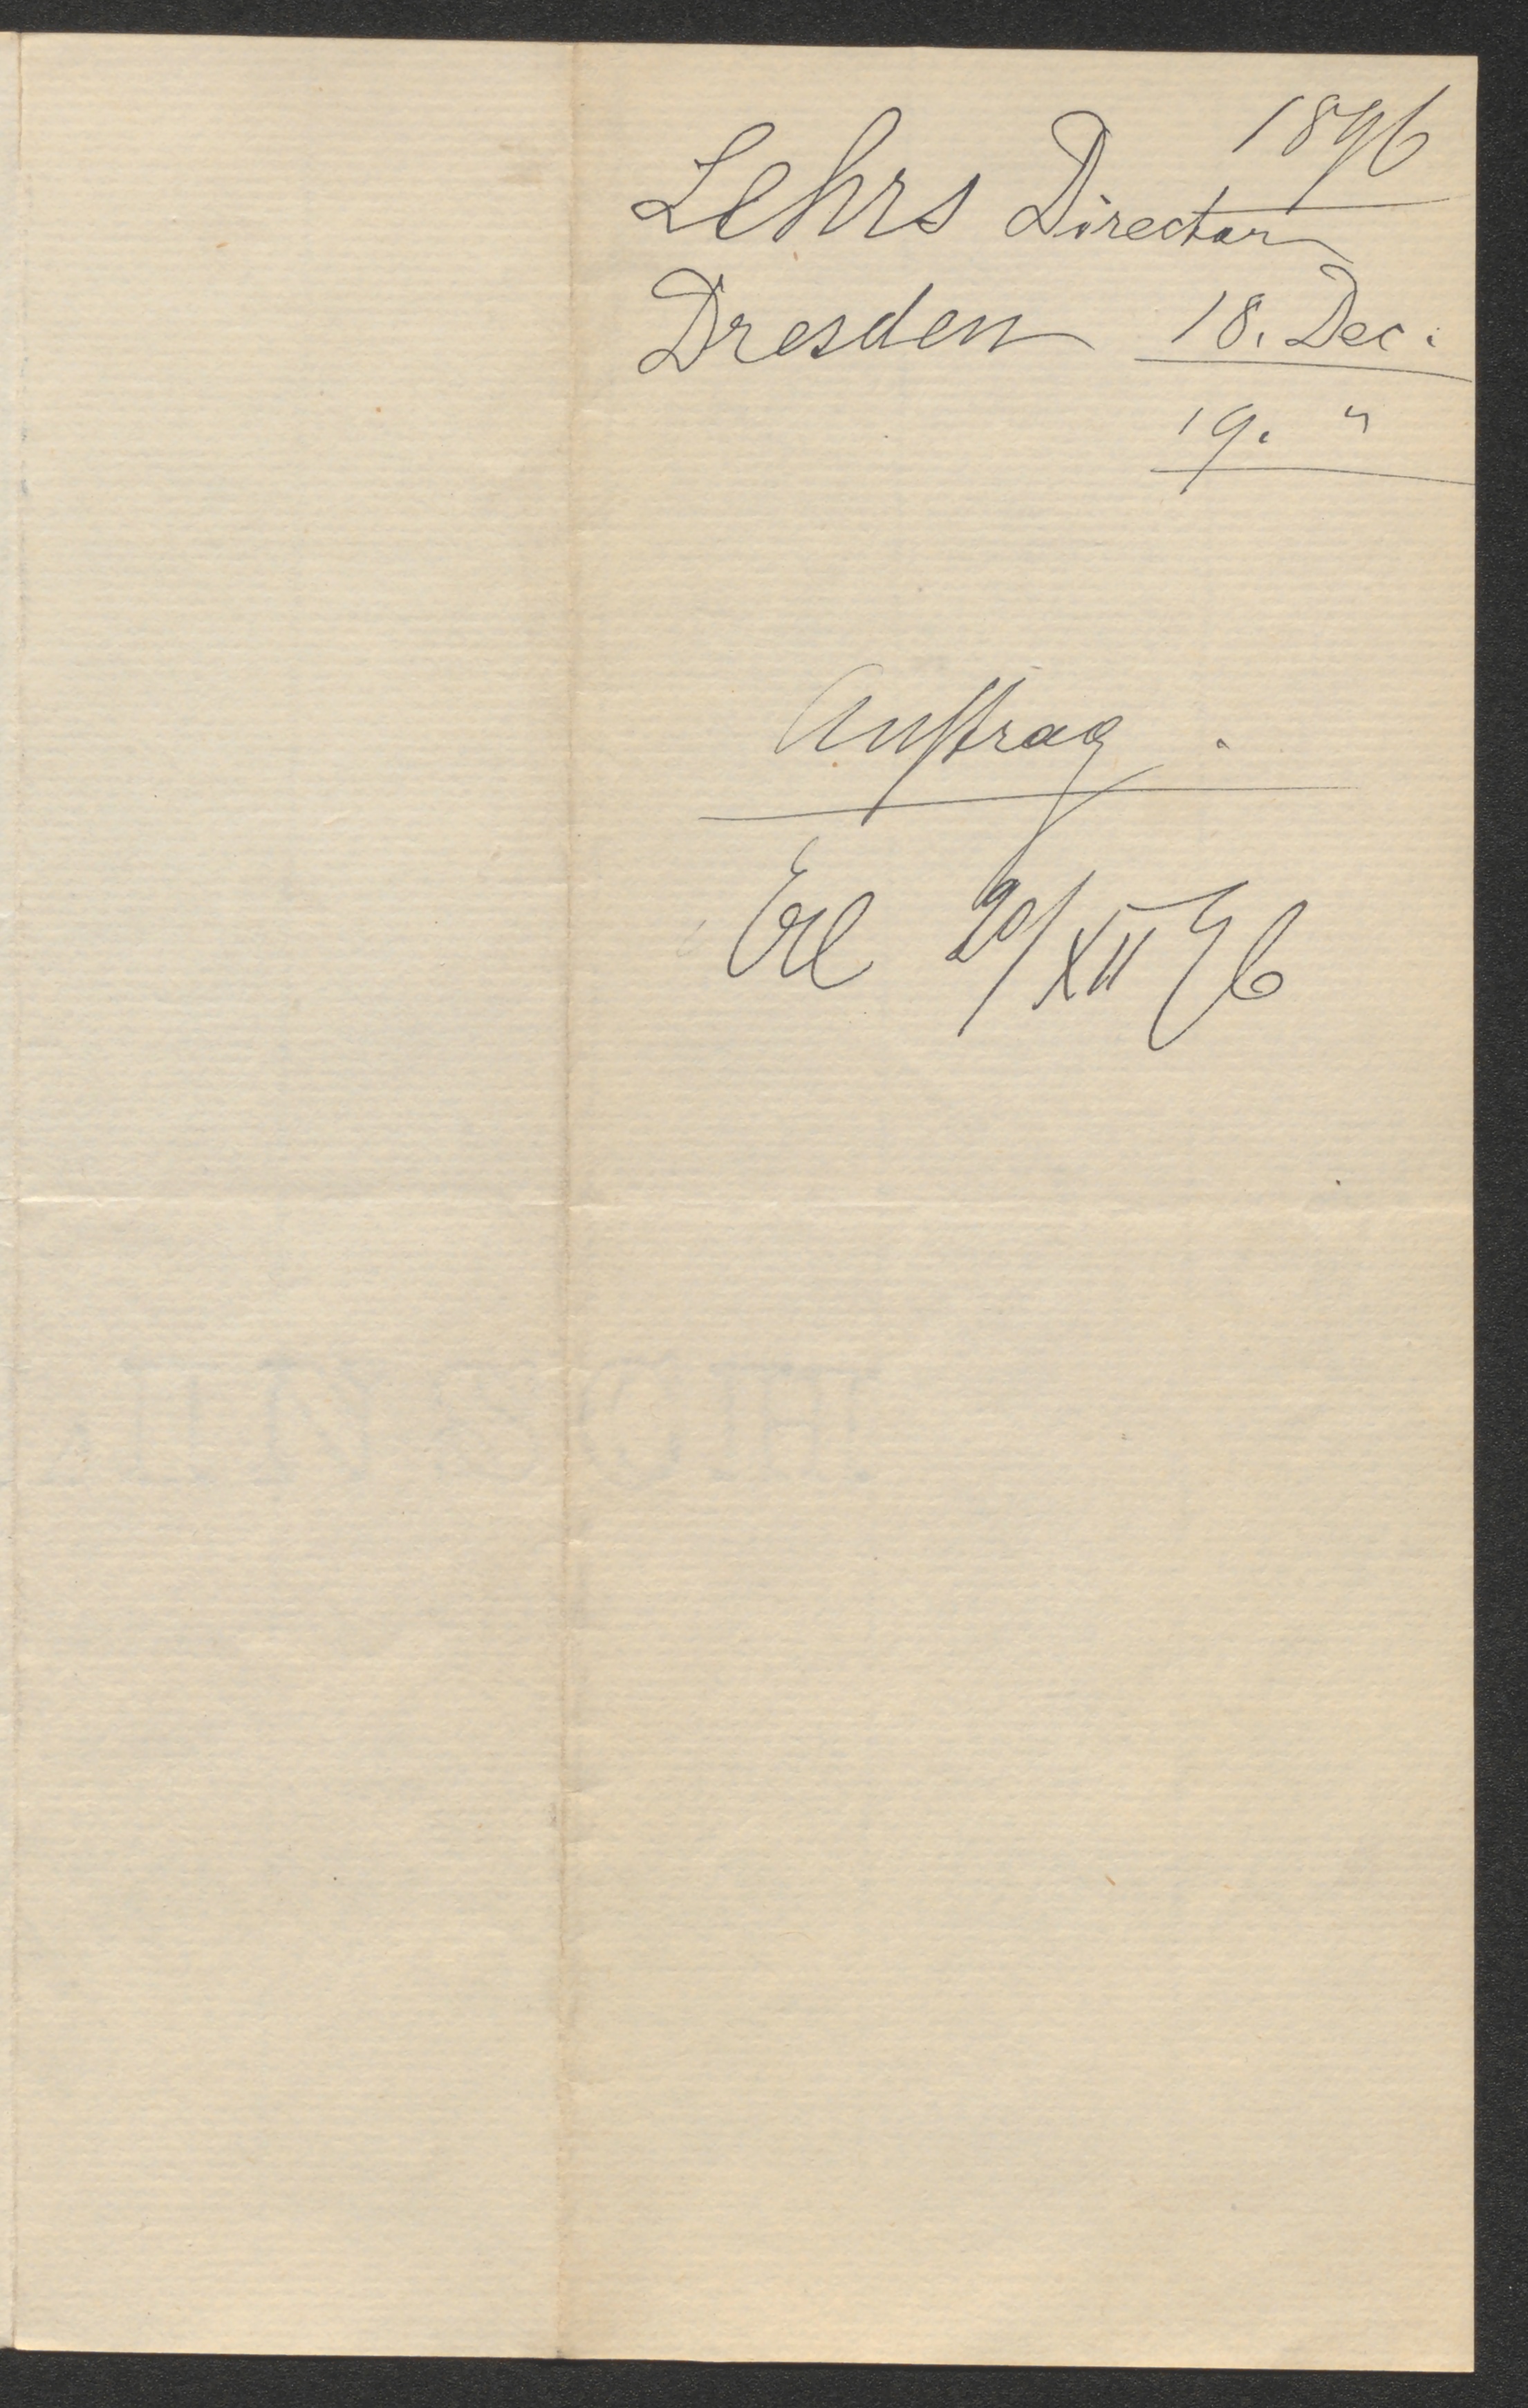 1896
Lehrs Director
Dresden 18. Dec.
19. "
Auftrag.
Erl 20/XII 96